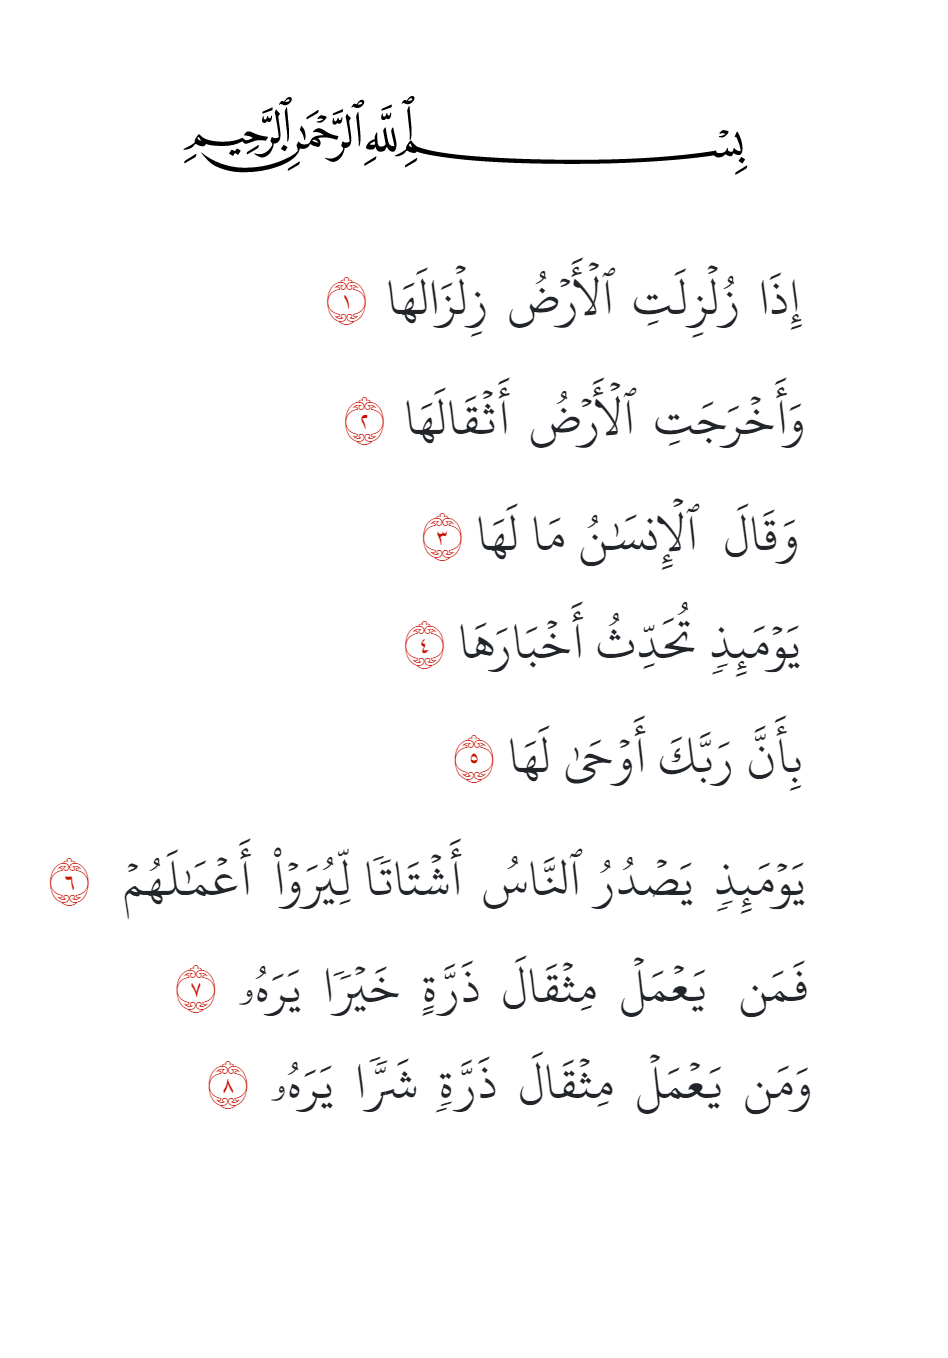 بِسْمِ ٱللَّهِ ٱلرَّحْمَٰنِ ٱلرَّحِيمِ
إِذَا زُلْزِلَتِ ٱلْأَرْضُ زِلْزَالَهَا ١
وَأَخْرَجَتِ ٱلْأَرْضُ أَثْقَالَهَا ٢
وَقَالَ ٱلْإِنسَـٰنُ مَا لَهَا ٣
يَوْمَئِذٍ تُحَدِّثُ أَخْبَارَهَا ٤
بِأَنَّ رَبَّكَ أَوْحَىٰ لَهَا ٥
يَوْمَئِذٍ يَصْدُرُ ٱلنَّاسُ أَشْتَاتًا لِّيُرَوْا۟ أَعْمَـٰلَهُمْ ٦
فَمَن يَعْمَلْ مِثْقَالَ ذَرَّةٍ خَيْرًا يَرَهُۥ ٧
وَمَن يَعْمَلْ مِثْقَالَ ذَرَّةٍ شَرًّا يَرَهُۥ ٨